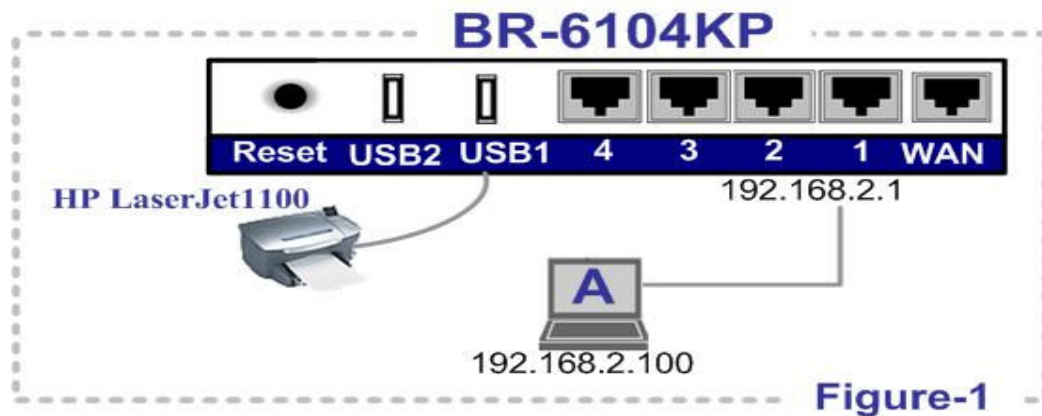 BR-6104KP
Reset USB2 USB1 4 3 2 1 WAN
192.168.2.1
HP LaserJet1100
A
192.168.2.100
Figure-1